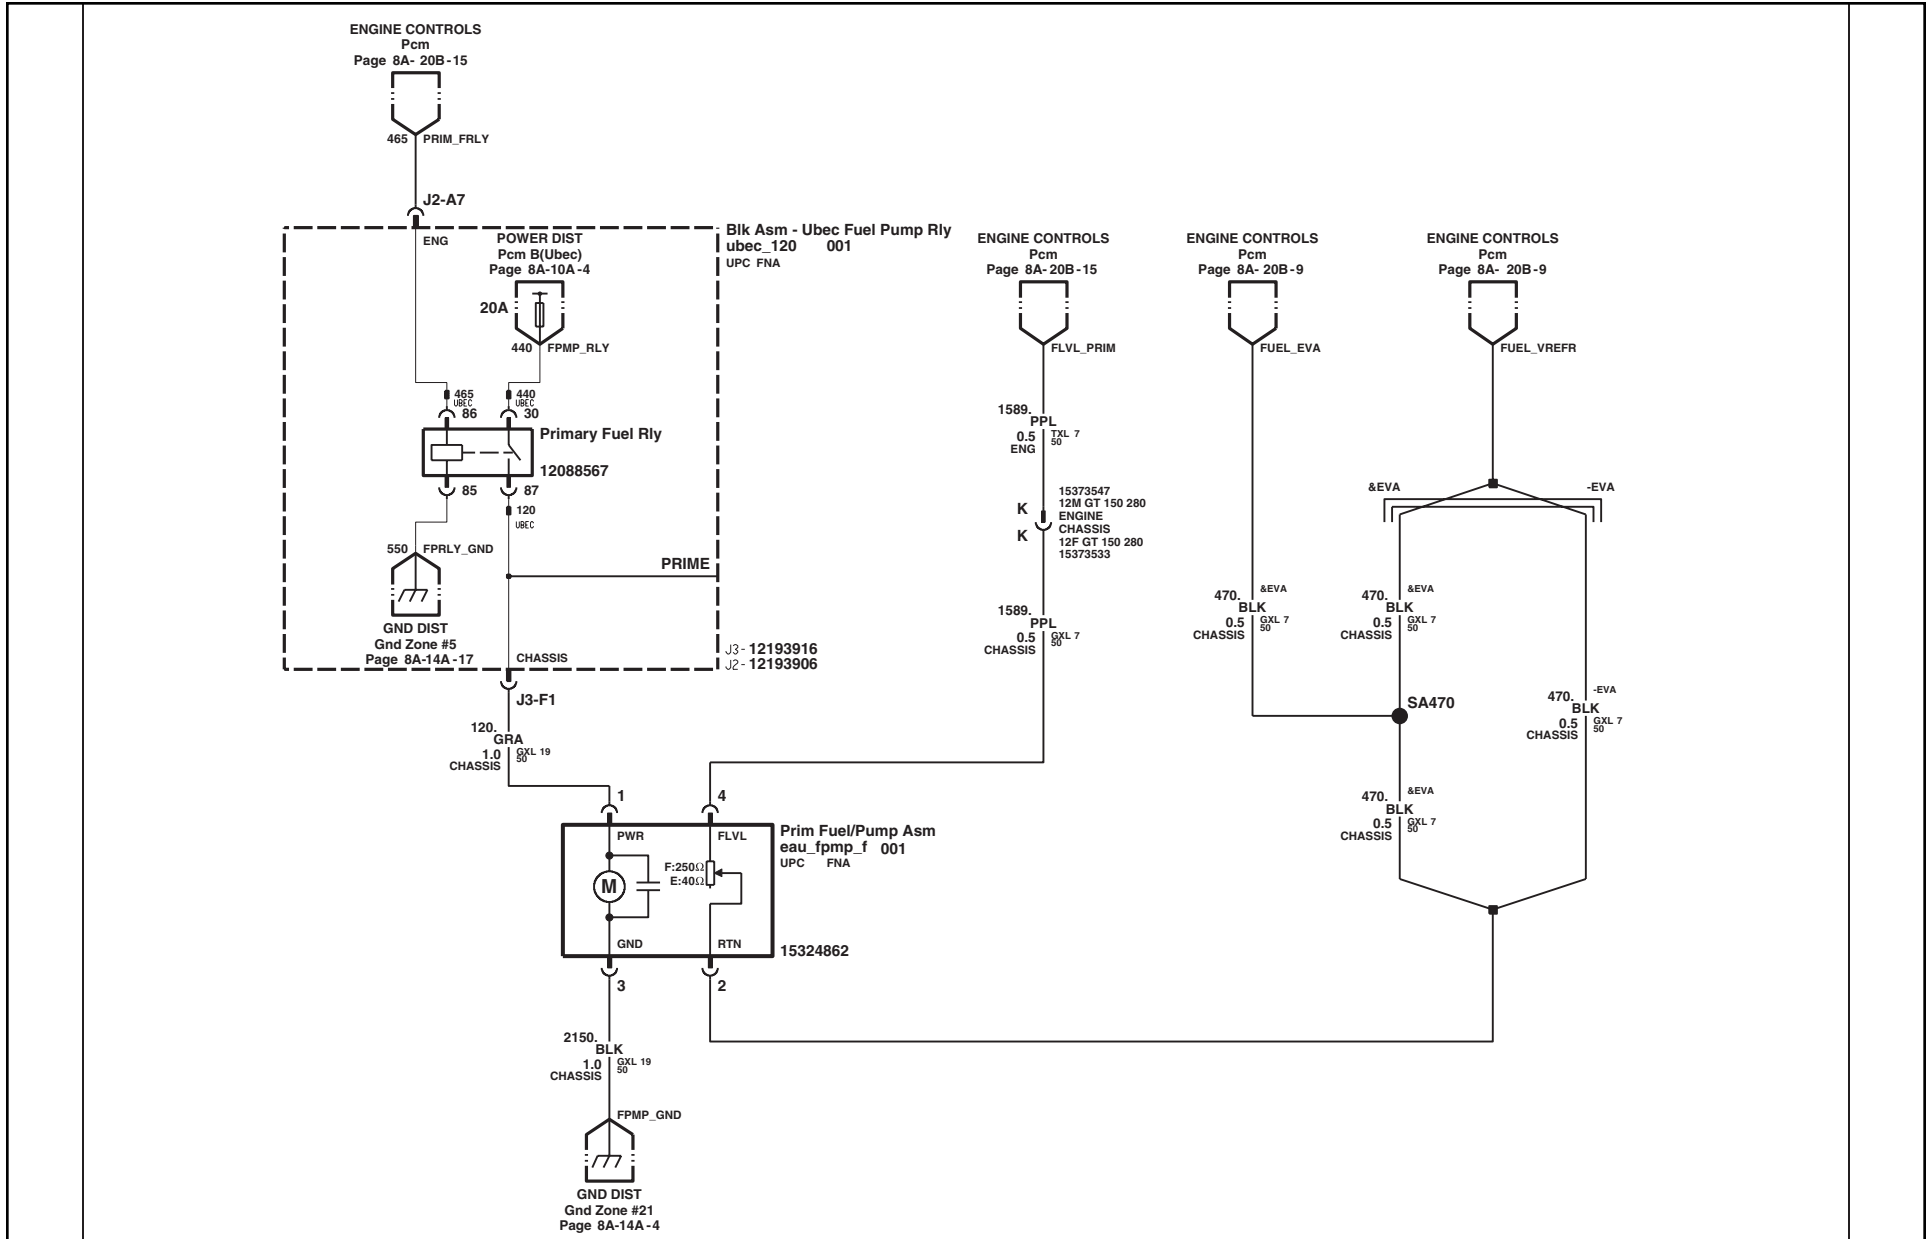 ENGINE CONTROLS
Pcm
Page 8A- 20B-15
465 PRIM_FRLY
J2-A7
ENG
POWER DIST
Pcm B(Ubec)
Page 8A-10A-4
20A
440 FPMP_RLY
Blk Asm - Ubec Fuel Pump Rly
ubec_120 001
UPC FNA
465
UBEC
86
440
UBEC
30
Primary Fuel Rly
12088567
85
87
120
UBEC
550 FPRLY_GND
PRIME
GND DIST
Gnd Zone #5
Page 8A-14A-17
CHASSIS
J3- 12193916
J2- 12193906
J3-F1
120.
GRA
1.0 GXL 19
CHASSIS 50
ENGINE CONTROLS
Pcm
Page 8A-20B-15
FLVL_PRIM
1589.
PPL
0.5 TXL 7
ENG 50
K
K
15373547
12M GT 150 280
ENGINE
CHASSIS
12F GT 150 280
15373533
1589.
PPL
0.5 GXL 7
CHASSIS 50
ENGINE CONTROLS
Pcm
Page 8A- 20B-9
FUEL_EVA
470. &EVA
BLK
0.5 GXL 7
CHASSIS 50
ENGINE CONTROLS
Pcm
Page 8A- 20B-9
FUEL_VREFR
&EVA
-EVA
470. &EVA
BLK
0.5 GXL 7
CHASSIS 50
SA470
470. -EVA
BLK
0.5 GXL 7
CHASSIS 50
470. &EVA
BLK
0.5 GXL 7
CHASSIS 50
1
4
PWR
FLVL
F:250Ω
E:40Ω
M
GND
RTN
Prim Fuel/Pump Asm
eau_fpmp_f 001
UPC FNA
15324862
3
2
2150.
BLK
1.0 GXL 19
CHASSIS 50
FPMP_GND
GND DIST
Gnd Zone #21
Page 8A-14A-4